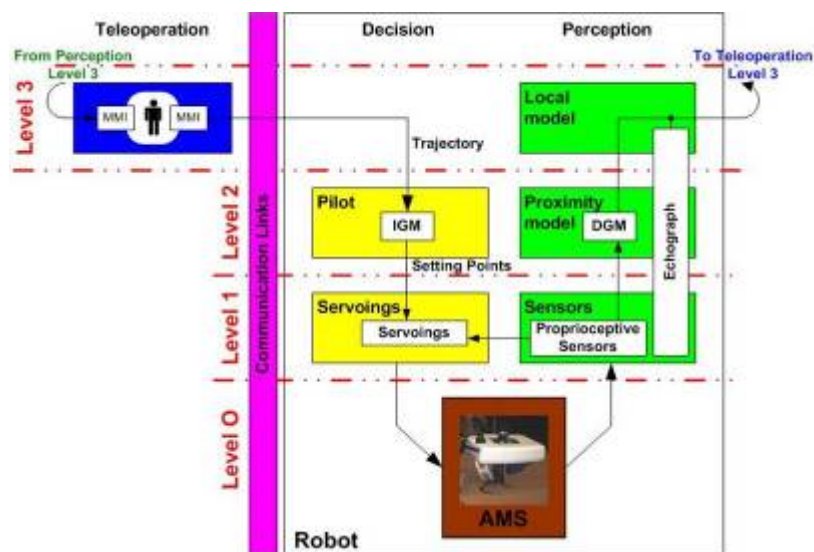 Teleoperation
Decision
Perception
From Perception
Level 3
To Teleoperation
Level 3
Level 3
MMI
MMI
Local
model
Trajectory
Communication Links
Level 2
Pilot
IGM
Proximity
model
DGM
Echograph
Setting Points
Level 1
Servoings
Servoings
Sensors
Proprioceptive
Sensors
Level O
AMS
Robot